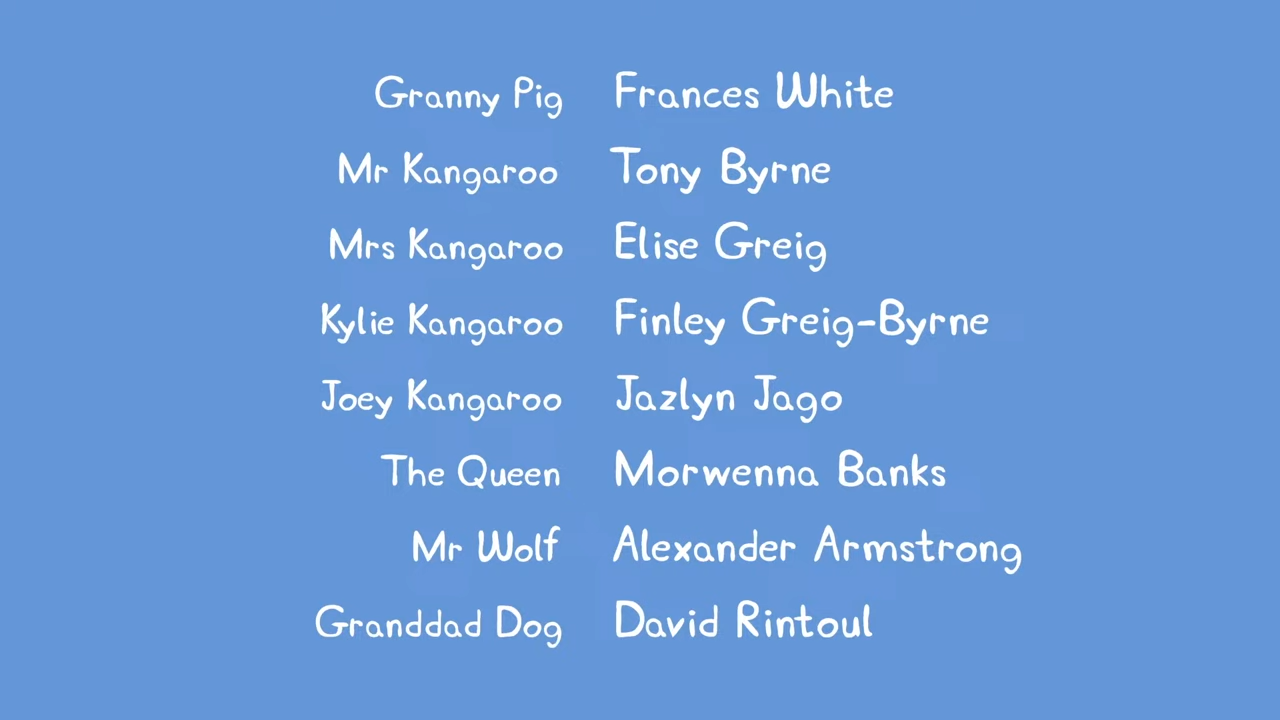 Granny Pig Frances White
Mr Kangaroo Tony Byrne
Mrs Kangaroo Elise Greig
Kylie Kangaroo Finley Greig-Byrne
Joey Kangaroo Jazlyn Jago
The Queen Morwenna Banks
Mr Wolf Alexander Armstrong
Granddad Dog David Rintoul